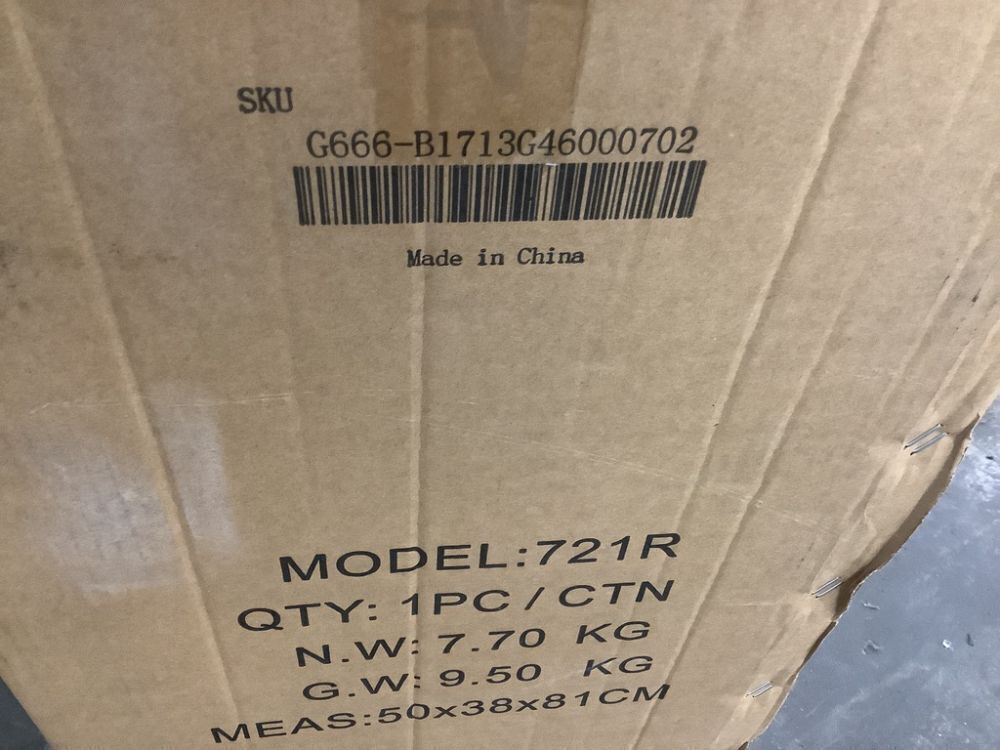 SKU
G666-B1713G46000702
Made in China
MODEL:721R
QTY: 1PC / CTN
N.W: 7.70 KG
G.W: 9.50 KG
MEAS:50x38x81CM